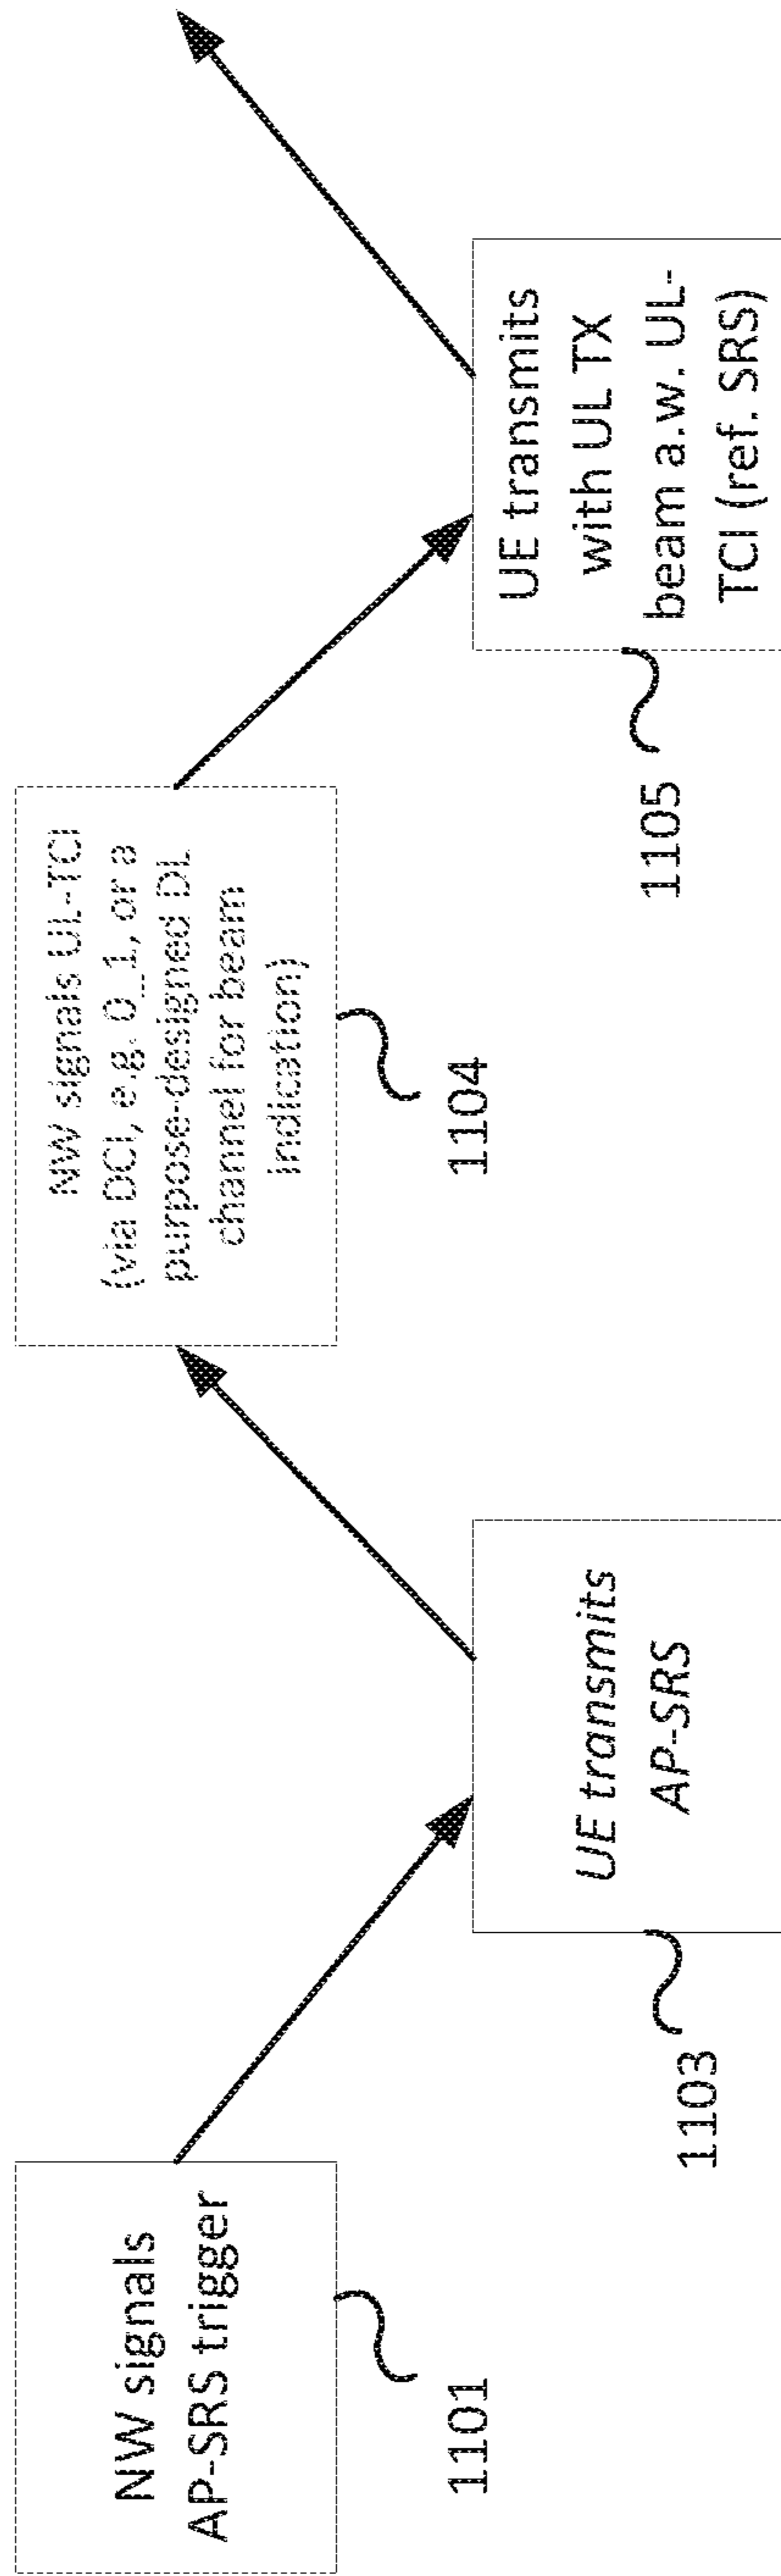 NW signals
AP-SRS trigger
1101
UE transmits
AP-SRS
1103
NW signals UL-TCI
(via DCI, e.g. 0_1, or a
purpose-designed DL
channel for beam
indication)
1104
UE transmits
with UL TX
beam a.w. UL-
TCI (ref. SRS)
1105